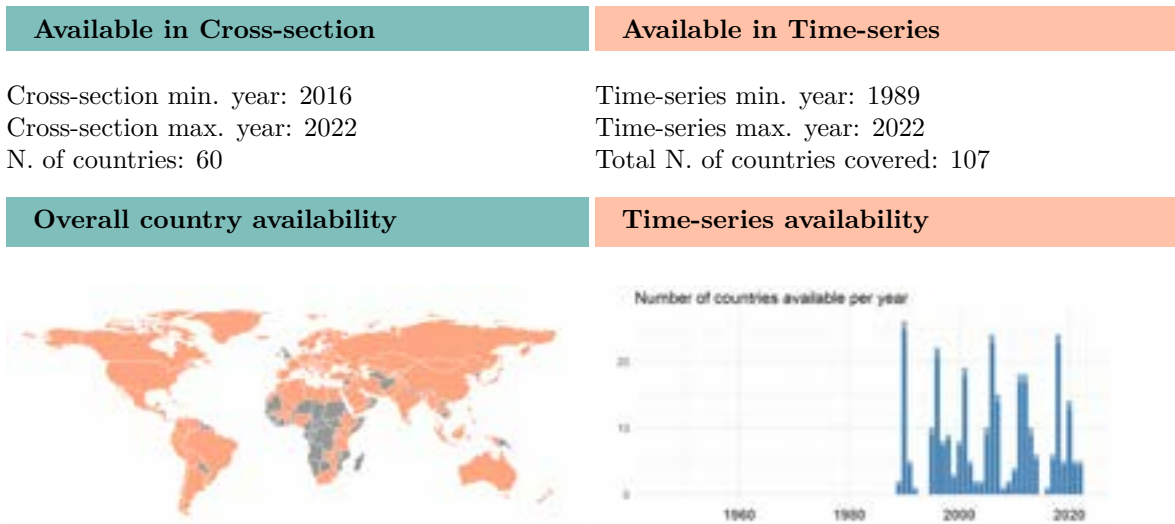 Available in Cross-section
Available in Time-series
Cross-section min. year: 2016
Cross-section max. year: 2022
N. of countries: 60
Time-series min. year: 1989
Time-series max. year: 2022
Total N. of countries covered: 107
Overall country availability
Time-series availability
Number of countries available per year
20
10
0
1960 1980 2000 2020